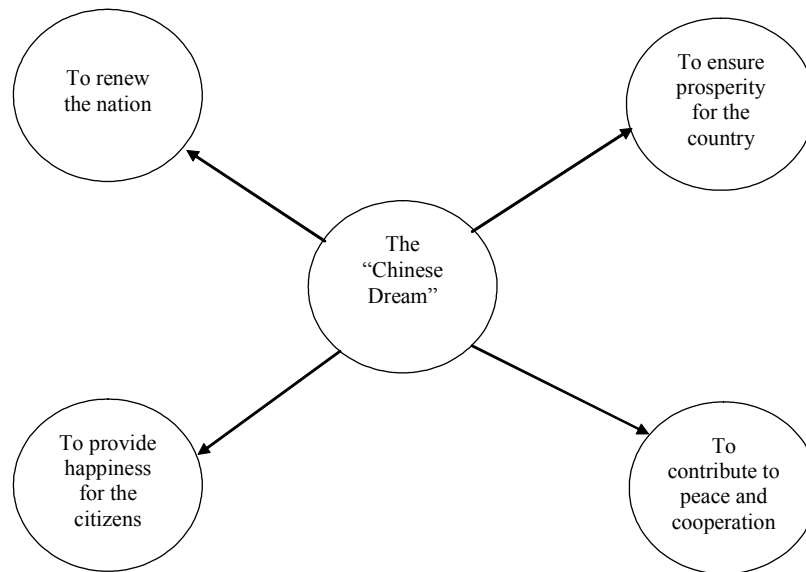 To renew
the nation
To ensure
prosperity
for the
country
The
“Chinese
Dream”
To provide
happiness
for the
citizens
To
contribute to
peace and
cooperation